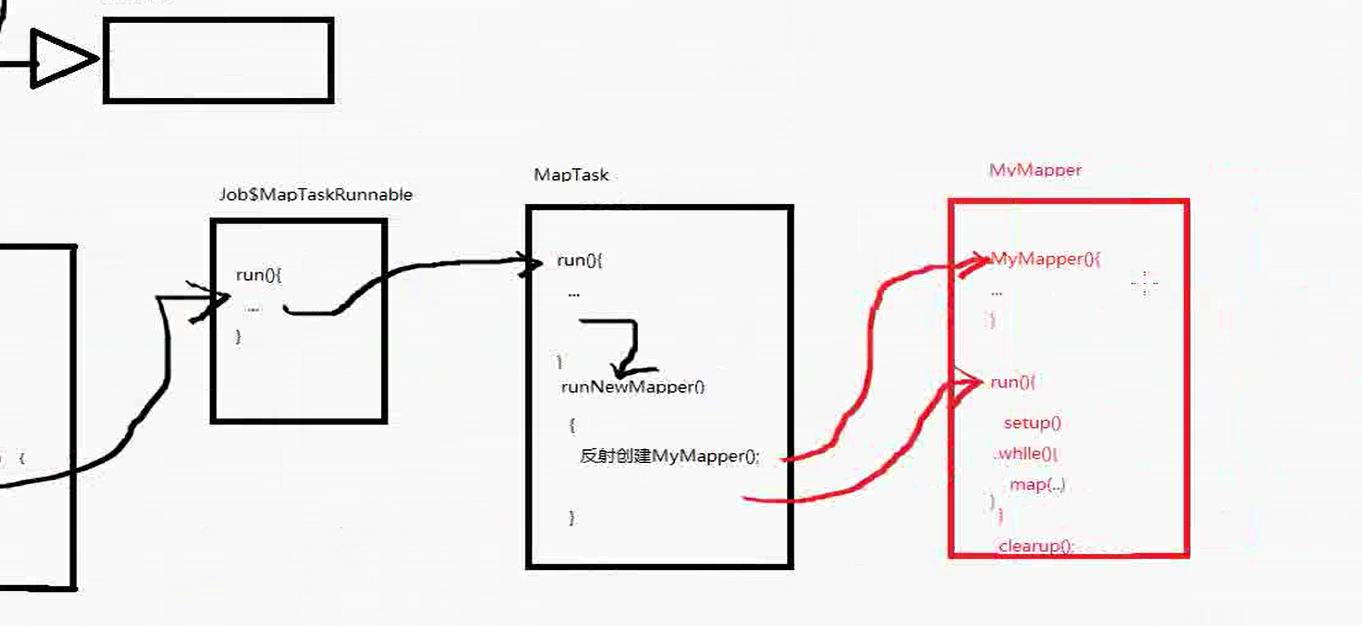 Job$MapTaskRunnable
run(){
...
}
{
MapTask
run(){
...
}
runNewMapper()
{
反射创建MyMapper();
}
MyMapper
MyMapper(){
...
}
run(){
setup()
while(){
map(..)
}
}
clearup();